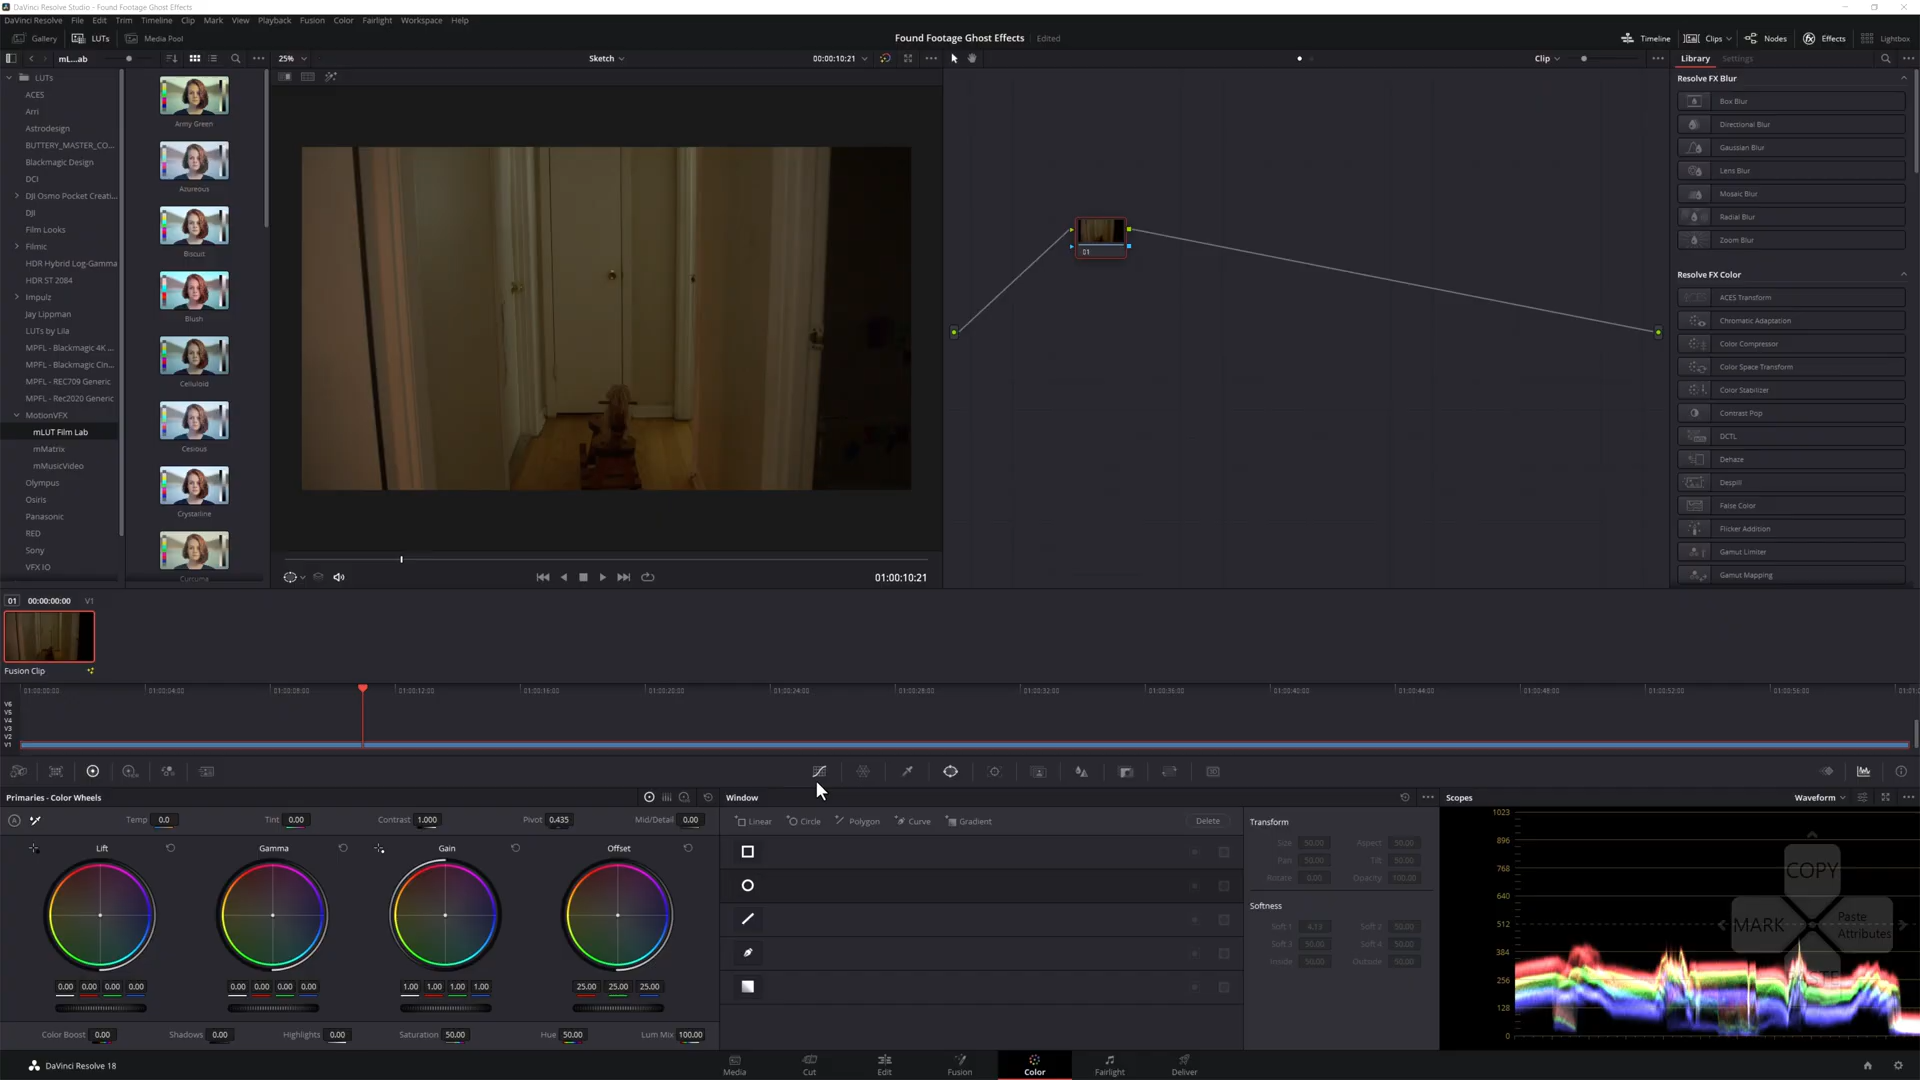 DaVinci Resolve Studio - Found Footage Ghost Effects
DaVinci Resolve File Edit Trim Timeline Clip Mark View Playback Fusion Color Fairlight Workspace Help
Gallery LUTs Media Pool
Found Footage Ghost Effects Edited
Timeline Clips Nodes Effects Lightbox
mL...ab
25% Sketch 00:00:10:21
Clip
Library Settings
LUTs
ACES
Arri
Astrodesign
BUTTERY_MASTER_CO...
Blackmagic Design
DCI
DJI Osmo Pocket Creati...
DJI
Film Looks
Filmic
HDR Hybrid Log-Gamma
HDR ST 2084
Impulz
Jay Lippman
LUTs by Lila
MPFL - Blackmagic 4K ...
MPFL - Blackmagic Cin...
MPFL - REC709 Generic
MPFL - Rec2020 Generic
MotionVFX
mLUT Film Lab
mMatrix
mMusicVideo
Olympus
Osiris
Panasonic
RED
Sony
VFX IO
Army Green
Azureous
Biscuit
Blush
Celluloid
Cesious
Crystalline
Curcuma
01
Resolve FX Blur
Box Blur
Directional Blur
Gaussian Blur
Lens Blur
Mosaic Blur
Radial Blur
Zoom Blur
Resolve FX Color
ACES Transform
Chromatic Adaptation
Color Compressor
Color Space Transform
Color Stabilizer
Contrast Pop
DCTL
Dehaze
Despill
False Color
Flicker Addition
Gamut Limiter
Gamut Mapping
01:00:10:21
01 00:00:00:00 V1
Fusion Clip
01:00:00:00 01:00:04:00 01:00:08:00 01:00:12:00 01:00:16:00 01:00:20:00 01:00:24:00 01:00:28:00 01:00:32:00 01:00:36:00 01:00:40:00 01:00:44:00 01:00:48:00 01:00:52:00 01:00:56:00 01:01:0
V6
V5
V4
V3
V2
V1
Primaries - Color Wheels
A Temp 0.0 Tint 0.00 Contrast 1.000 Pivot 0.435 Mid/Detail 0.00
Lift Gamma Gain Offset
0.00 0.00 0.00 0.00 0.00 0.00 0.00 0.00 1.00 1.00 1.00 1.00 25.00 25.00 25.00
Color Boost 0.00 Shadows 0.00 Highlights 0.00 Saturation 50.00 Hue 50.00 Lum Mix 100.00
Window
Linear Circle Polygon Curve Gradient Delete
Transform
Size 50.00 Aspect 50.00
Pan 50.00 Tilt 50.00
Rotate 0.00 Opacity 100.00
Softness
Soft 1 4.13 Soft 2 50.00
Soft 3 50.00 Soft 4 50.00
Inside 50.00 Outside 50.00
Scopes Waveform
1023
896
768
640
512
384
256
128
0
COPY
MARK
Paste
Attributes
PASTE
DaVinci Resolve 18
Media Cut Edit Fusion Color Fairlight Deliver